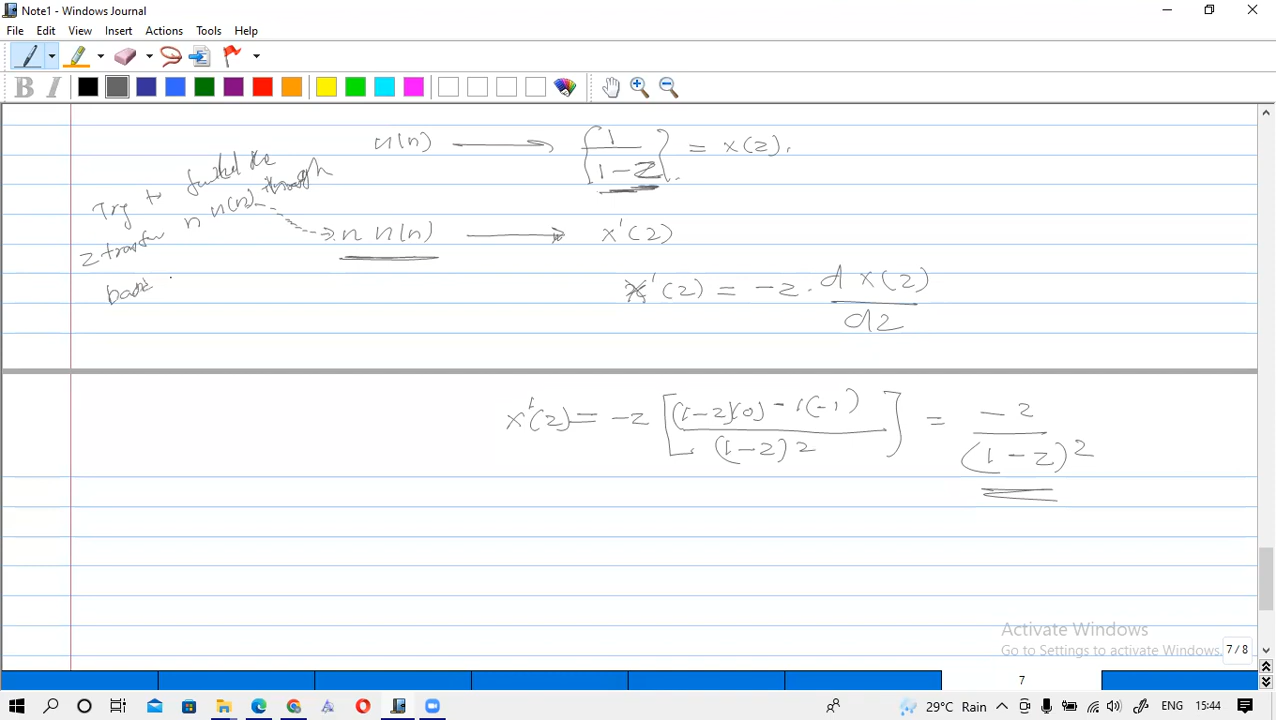 Note1 - Windows Journal
File Edit View Insert Actions Tools Help
B I
u(n) → [1/(1-z)] = x(z).
Try to find the
z transfer n u(n) through
basic
n u(n) → x'(z)
x'(z) = -z . d x(z)/dz
x'(z) = -z [((1-z)(0) - 1(-1))/(1-z)2] = -z/(1-z)2
Activate Windows
Go to Settings to activate Windows.
7/8
7
29°C Rain ENG 15:44